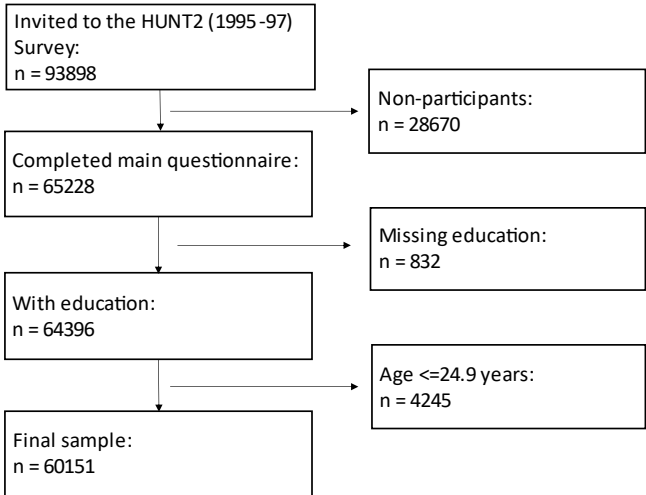 Invited to the HUNT2 (1995-97)
Survey:
n = 93898
Non-participants:
n = 28670
Completed main questionnaire:
n = 65228
Missing education:
n = 832
With education:
n = 64396
Age <=24.9 years:
n = 4245
Final sample:
n = 60151